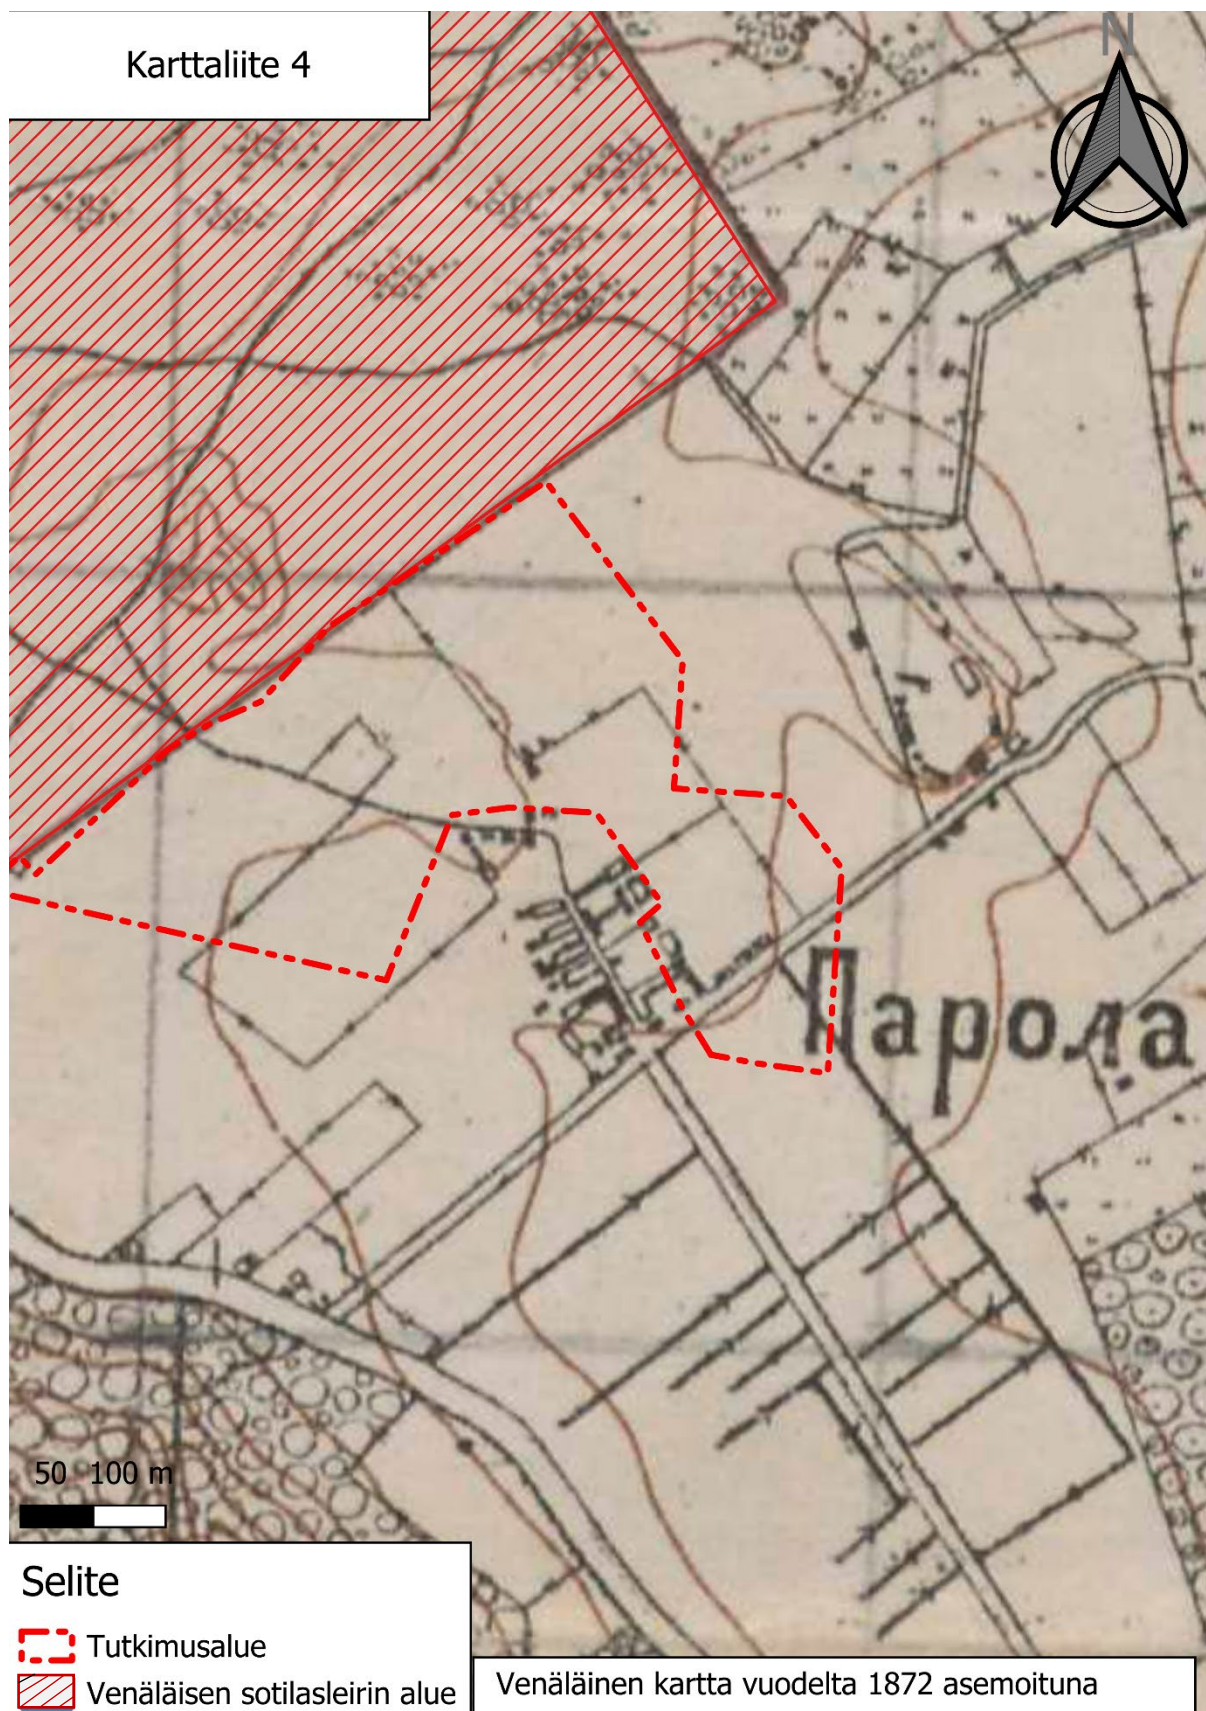 Karttaliite 4
N
Парола
50 100 m
Selite
Tutkimusalue
Venäläisen sotilasleirin alue
Venäläinen kartta vuodelta 1872 asemoituna